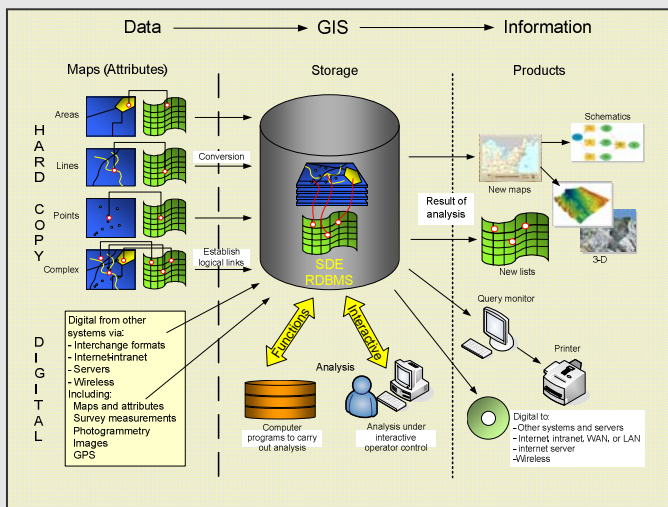 Data
GIS
Information
Maps (Attributes)
Storage
Products
HARD
COPY
DIGITAL
Areas
Lines
Points
Complex
Conversion
Establish
logical links
SDE
RDBMS
Result of
analysis
Schematics
New maps
3-D
New lists
Digital from other
systems via:
- Interchange formats
- Internet-intranet
- Servers
- Wireless
Including:
Maps and attributes
Survey measurements
Photogrammetry
Images
GPS
Functions
Interactive
Analysis
Computer
programs to carry
out analysis
Analysis under
interactive
operator control
Query monitor
Printer
Digital to:
- Other systems and servers
- Internet, intranet, WAN, or LAN
- internet server
-Wireless